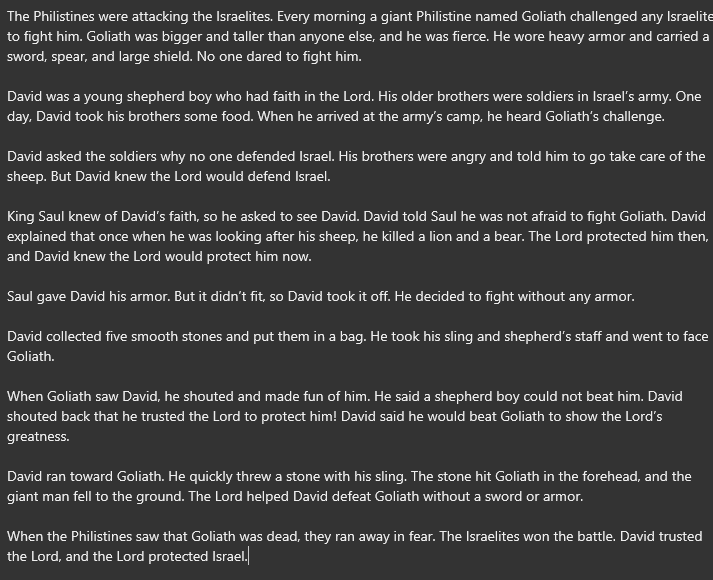 The Philistines were attacking the Israelites. Every morning a giant Philistine named Goliath challenged any Israelite
to fight him. Goliath was bigger and taller than anyone else, and he was fierce. He wore heavy armor and carried a
sword, spear, and large shield. No one dared to fight him.
David was a young shepherd boy who had faith in the Lord. His older brothers were soldiers in Israel's army. One
day, David took his brothers some food. When he arrived at the army's camp, he heard Goliath's challenge.
David asked the soldiers why no one defended Israel. His brothers were angry and told him to go take care of the
sheep. But David knew the Lord would defend Israel.
King Saul knew of David's faith, so he asked to see David. David told Saul he was not afraid to fight Goliath. David
explained that once when he was looking after his sheep, he killed a lion and a bear. The Lord protected him then,
and David knew the Lord would protect him now.
Saul gave David his armor. But it didn't fit, so David took it off. He decided to fight without any armor.
David collected five smooth stones and put them in a bag. He took his sling and shepherd's staff and went to face
Goliath.
When Goliath saw David, he shouted and made fun of him. He said a shepherd boy could not beat him. David
shouted back that he trusted the Lord to protect him! David said he would beat Goliath to show the Lord's
greatness.
David ran toward Goliath. He quickly threw a stone with his sling. The stone hit Goliath in the forehead, and the
giant man fell to the ground. The Lord helped David defeat Goliath without a sword or armor.
When the Philistines saw that Goliath was dead, they ran away in fear. The Israelites won the battle. David trusted
the Lord, and the Lord protected Israel.